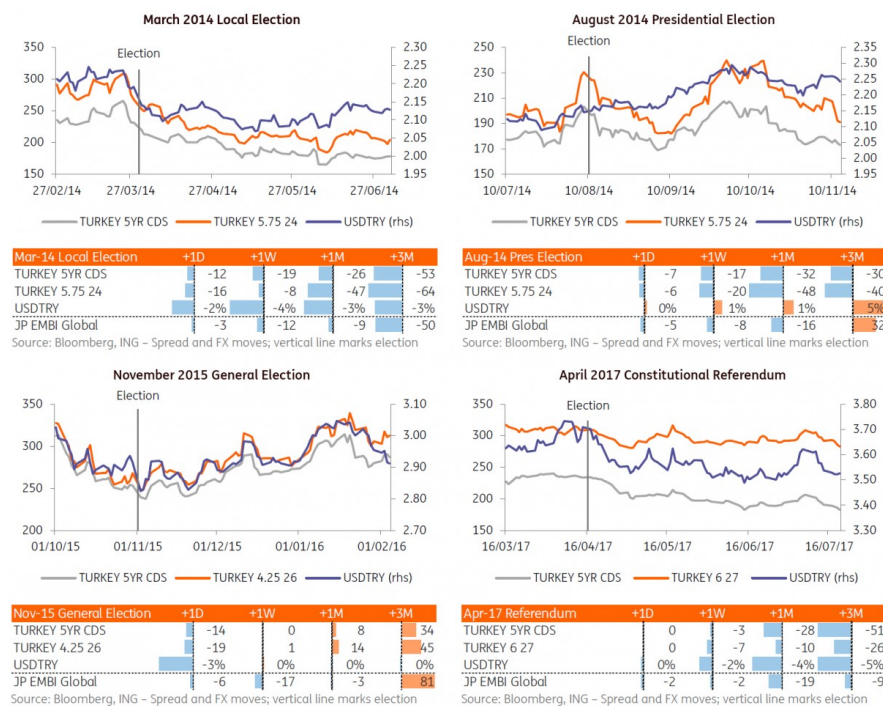 March 2014 Local Election
Election
350
300
250
200
150
2.30
2.25
2.20
2.15
2.10
2.05
2.00
1.95
27/02/14 27/03/14 27/04/14 27/05/14 27/06/14
TURKEY 5YR CDS TURKEY 5.75 24 USDTRY (rhs)
Mar-14 Local Election +1D +1W +1M +3M
TURKEY 5YR CDS -12 -19 -26 -53
TURKEY 5.75 24 -16 -8 -47 -64
USDTRY -2% -4% -3% -3%
JP EMBI Global -3 -12 -9 -50
Source: Bloomberg, ING – Spread and FX moves; vertical line marks election
August 2014 Presidential Election
Election
250
230
210
190
170
150
2.35
2.30
2.25
2.20
2.15
2.10
2.05
2.00
1.95
10/07/14 10/08/14 10/09/14 10/10/14 10/11/14
TURKEY 5YR CDS TURKEY 5.75 24 USDTRY (rhs)
Aug-14 Pres Election +1D +1W +1M +3M
TURKEY 5YR CDS -7 -17 -32 -30
TURKEY 5.75 24 -6 -20 -48 -40
USDTRY 0% 1% 1% 5%
JP EMBI Global -5 -8 -16 32
Source: Bloomberg, ING – Spread and FX moves; vertical line marks election
November 2015 General Election
Election
350
300
250
200
3.10
3.00
2.90
2.80
2.70
01/10/15 01/11/15 01/12/15 01/01/16 01/02/16
TURKEY 5YR CDS TURKEY 4.25 26 USDTRY (rhs)
Nov-15 General Election +1D +1W +1M +3M
TURKEY 5YR CDS -14 0 8 34
TURKEY 4.25 26 -19 1 14 45
USDTRY -3% 0% 0% 0%
JP EMBI Global -6 -17 -3 81
Source: Bloomberg, ING – Spread and FX moves; vertical line marks election
April 2017 Constitutional Referendum
Election
350
300
250
200
150
3.80
3.70
3.60
3.50
3.40
3.30
16/03/17 16/04/17 16/05/17 16/06/17 16/07/17
TURKEY 5YR CDS TURKEY 6 27 USDTRY (rhs)
Apr-17 Referendum +1D +1W +1M +3M
TURKEY 5YR CDS 0 -3 -28 -51
TURKEY 6 27 0 -7 -10 -26
USDTRY 0% -2% -4% -5%
JP EMBI Global -2 -2 -19 -9
Source: Bloomberg, ING – Spread and FX moves; vertical line marks election